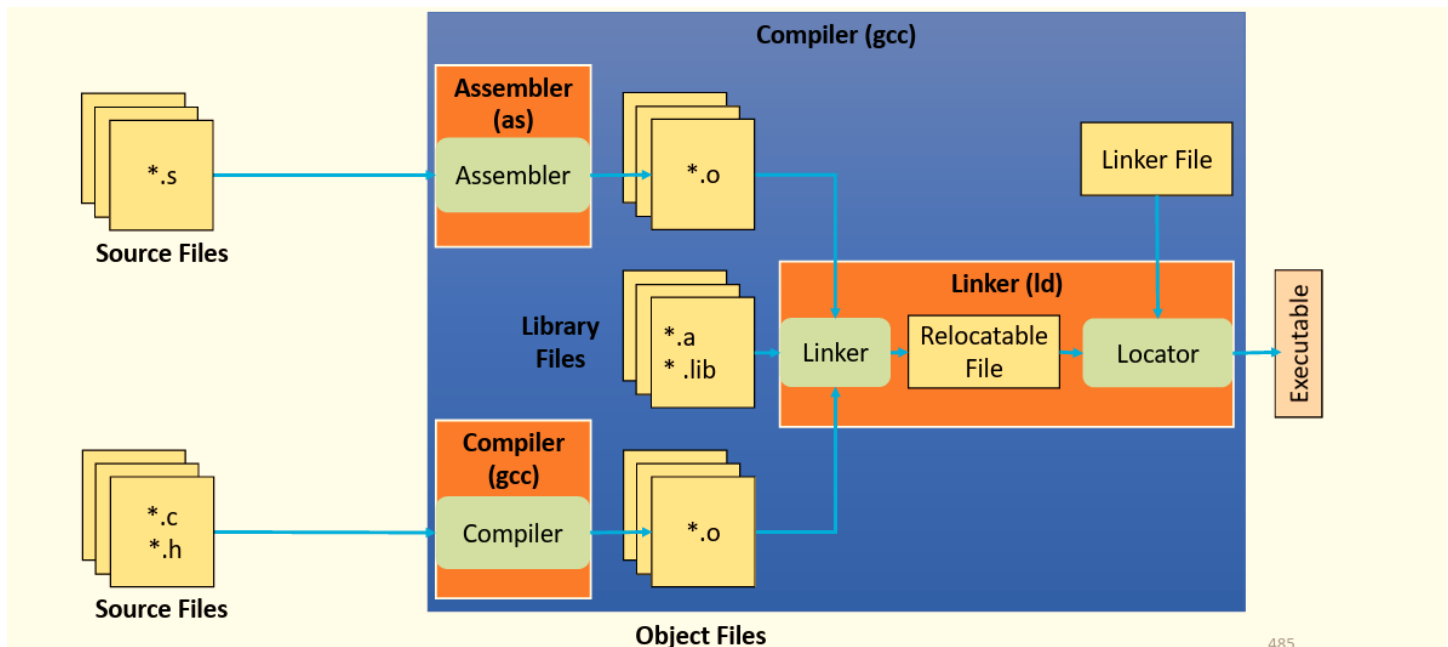 Compiler (gcc)
Assembler
(as)
*.s
Assembler
*.o
Linker File
Source Files
Linker (ld)
Library
Files
*.a
* .lib
Linker
Relocatable
File
Locator
Executable
Compiler
(gcc)
*.c
*.h
Compiler
*.o
Source Files
Object Files
485